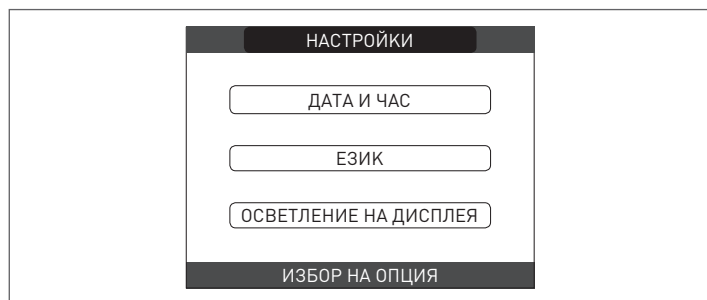 НАСТРОЙКИ
ДАТА И ЧАС
ЕЗИК
ОСВЕТЛЕНИЕ НА ДИСПЛЕЯ
ИЗБОР НА ОПЦИЯ